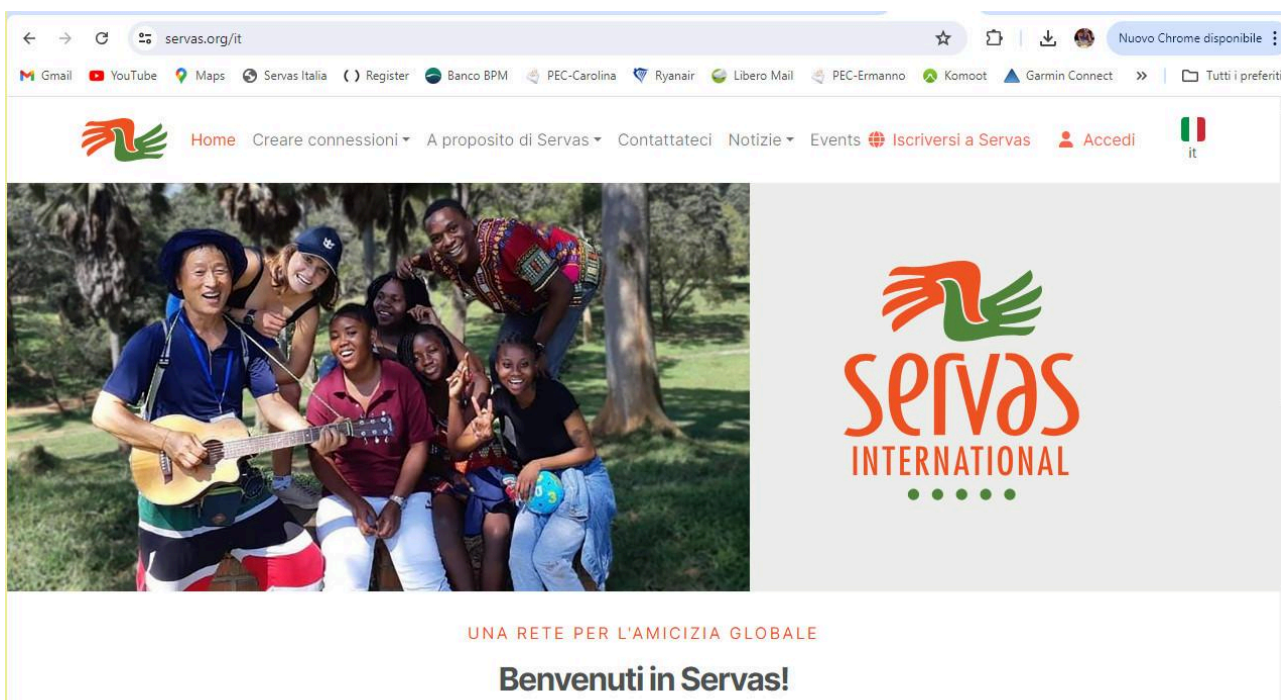 servas.org/it
Nuovo Chrome disponibile
Gmail YouTube Maps Servas Italia Register Banco BPM PEC-Carolina Ryanair Libero Mail PEC-Ermanno Komoot Garmin Connect » Tutti i preferiti
Home Creare connessioni A proposito di Servas Contattateci Notizie Events Iscriversi a Servas Accedi
it
servas
INTERNATIONAL
UNA RETE PER L'AMICIZIA GLOBALE
Benvenuti in Servas!